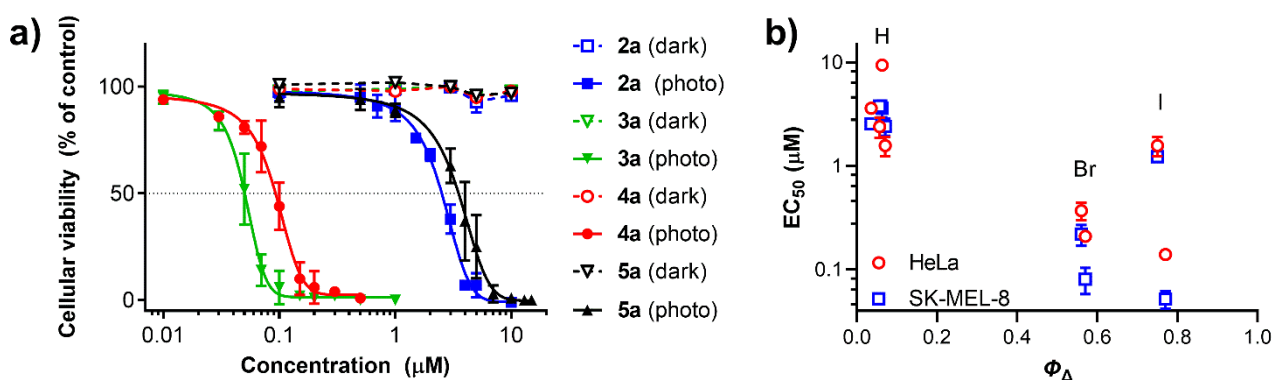 a)
Cellular viability (% of control)
100
50
0
0.01
0.1
1
10
Concentration (μM)
2a (dark)
2a (photo)
3a (dark)
3a (photo)
4a (dark)
4a (photo)
5a (dark)
5a (photo)
b)
EC50 (μM)
10
1
0.1
H
Br
I
HeLa
SK-MEL-8
0.0
0.2
0.4
0.6
0.8
1.0
ΦΔ